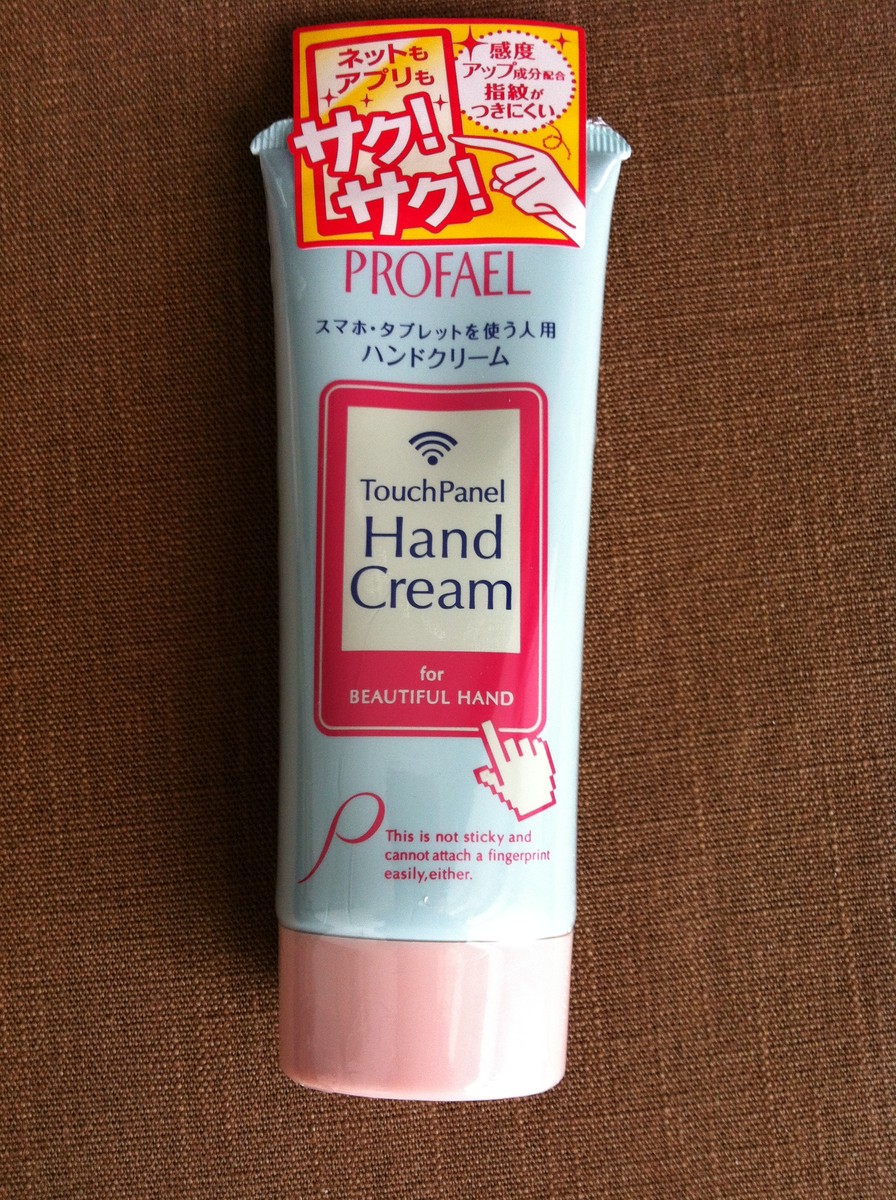 ネットも
アプリも
サク!
サク!
感度
アップ成分配合
指紋が
つきにくい
PROFAEL
スマホ・タブレットを使う人用
ハンドクリーム
TouchPanel
Hand
Cream
for
BEAUTIFUL HAND
This is not sticky and
cannot attach a fingerprint
easily,either.